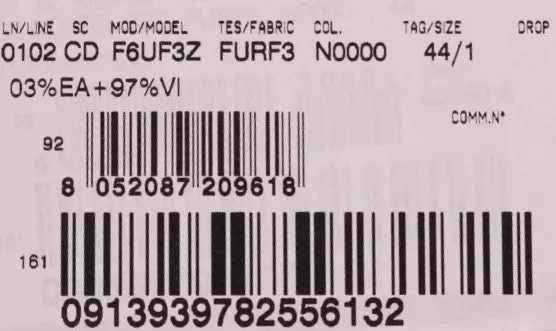 LN/LINE SC MOD/MODEL TES/FABRIC COL. TAG/SIZE DROP
0102 CD F6UF3Z FURF3 N0000 44/1
03%EA+97%VI
COMM.N°
92
8 052087 209618
161
0913939782556132